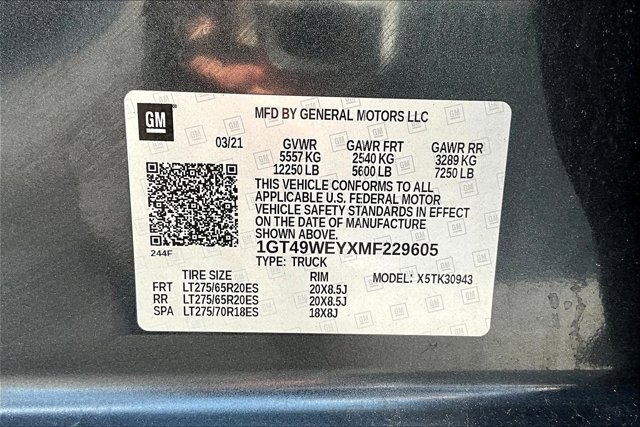 GM
MFD BY GENERAL MOTORS LLC
03/21 GVWR GAWR FRT GAWR RR
5557 KG 2540 KG 3289 KG
12250 LB 5600 LB 7250 LB
THIS VEHICLE CONFORMS TO ALL
APPLICABLE U.S. FEDERAL MOTOR
VEHICLE SAFETY STANDARDS IN EFFECT
ON THE DATE OF MANUFACTURE
SHOWN ABOVE.
244F 1GT49WEYXMF229605
TYPE: TRUCK
TIRE SIZE RIM MODEL: X5TK30943
FRT LT275/65R20ES 20X8.5J
RR LT275/65R20ES 20X8.5J
SPA LT275/70R18ES 18X8J